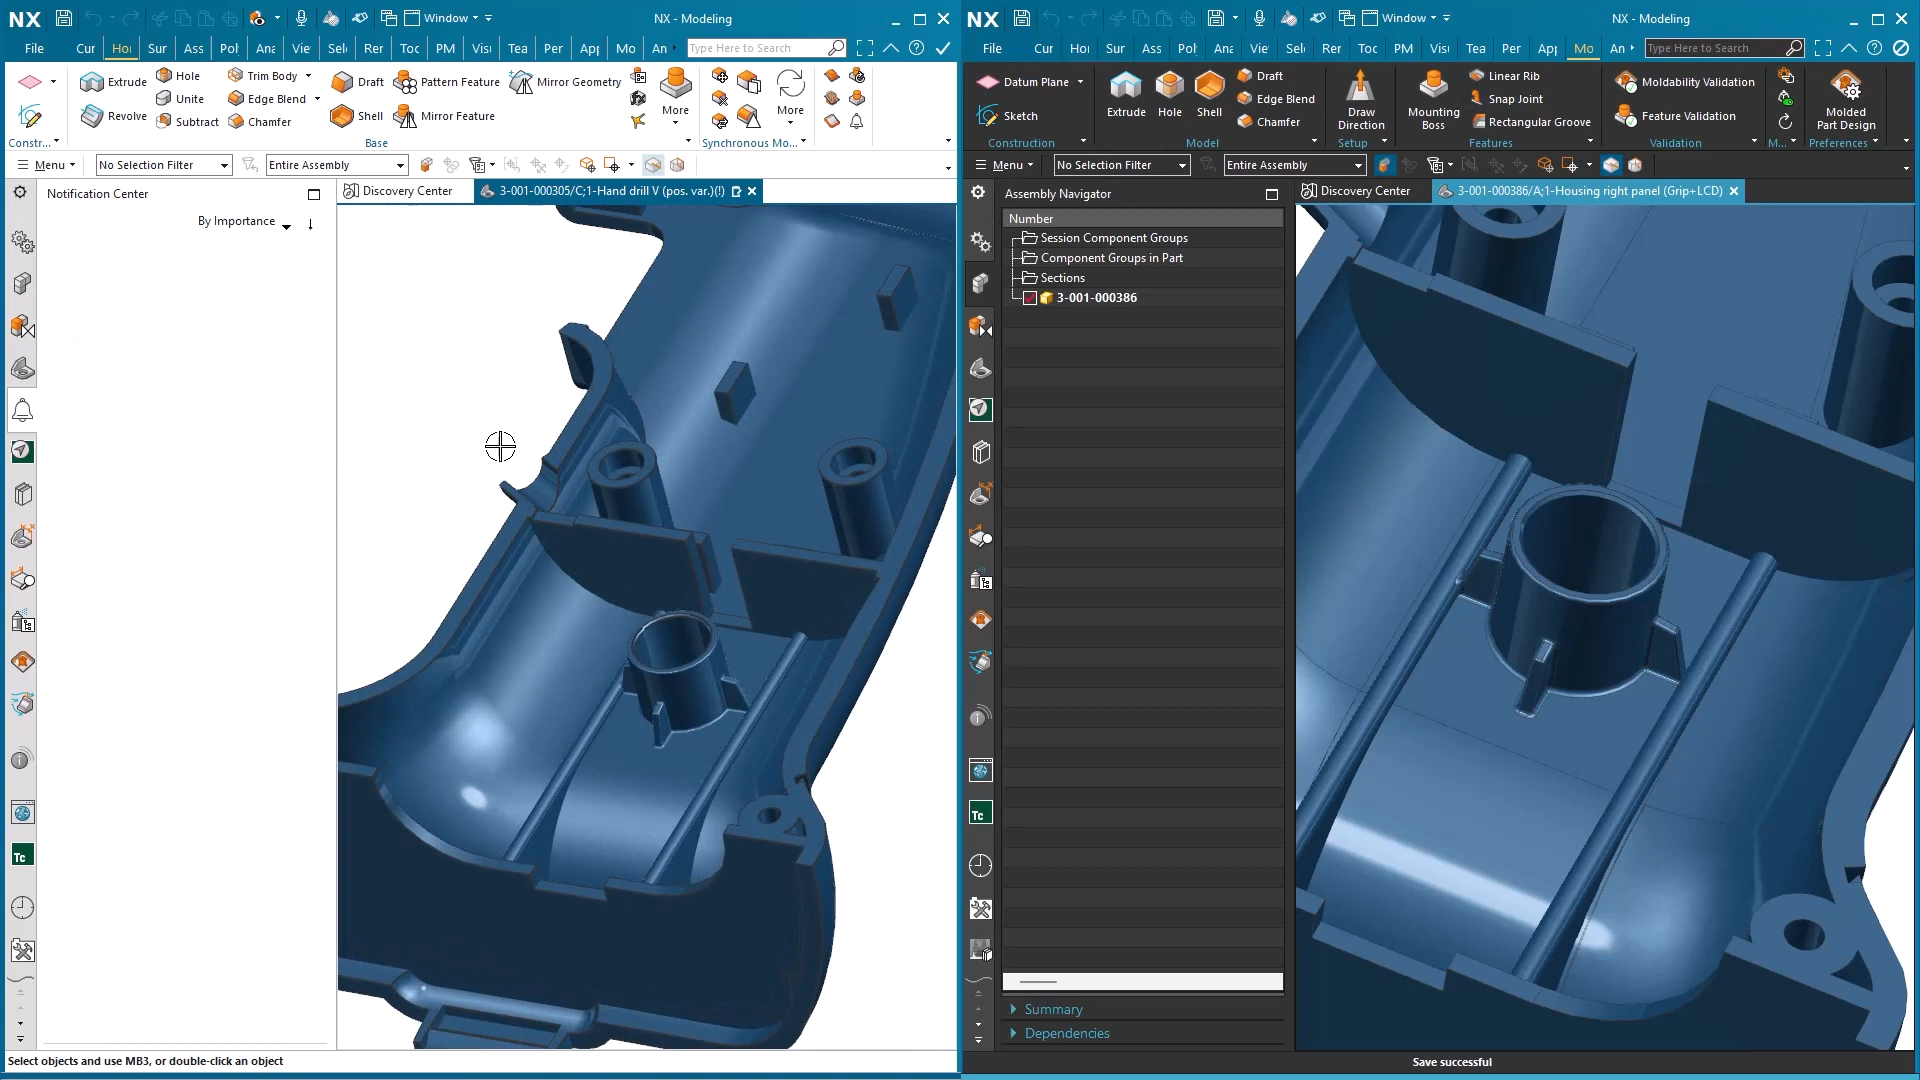 NX
Window
NX - Modeling
File
Cur
Hoi
Sur
Ass
Pol
Ana
Vie
Sel
Rer
Toc
PM
Visi
Tea
Per
App
Mo
An
Type Here to Search
Extrude
Revolve
Hole
Unite
Subtract
Trim Body
Edge Blend
Chamfer
Draft
Shell
Pattern Feature
Mirror Feature
Mirror Geometry
More
More
Constr...
Base
Synchronous Mo...
Menu
No Selection Filter
Entire Assembly
Notification Center
By Importance
Discovery Center
3-001-000305/C;1-Hand drill V (pos. var.)(!)
Tc
Select objects and use MB3, or double-click an object
NX
Window
NX - Modeling
File
Cur
Hoi
Sur
Ass
Pol
Ana
Vie
Sel
Rer
Toc
PM
Visi
Tea
Per
App
Mo
An
Type Here to Search
Datum Plane
Sketch
Extrude
Hole
Shell
Draft
Edge Blend
Chamfer
Draw
Direction
Mounting
Boss
Linear Rib
Snap Joint
Rectangular Groove
Moldability Validation
Feature Validation
Molded
Part Design
Construction
Model
Setup
Features
Validation
M...
Preferences
Menu
No Selection Filter
Entire Assembly
Assembly Navigator
Number
Session Component Groups
Component Groups in Part
Sections
3-001-000386
Discovery Center
3-001-000386/A;1-Housing right panel (Grip+LCD)
Tc
Summary
Dependencies
Save successful